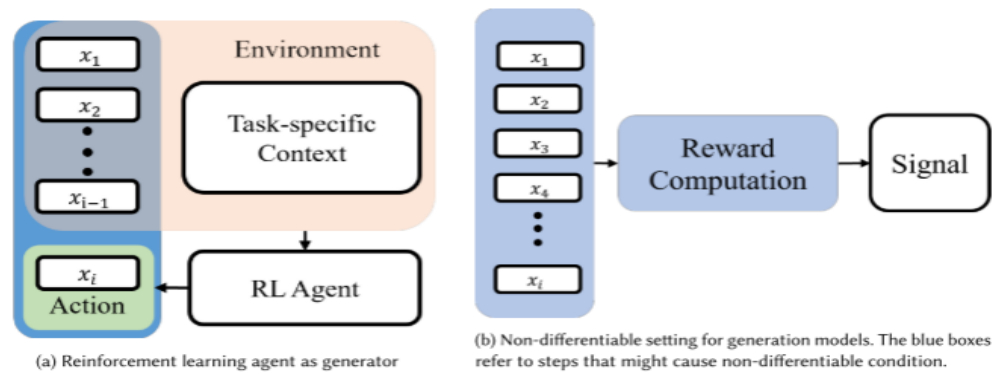 x₁
x₂
xᵢ₋₁
Environment
Task-specific
Context
xᵢ
Action
RL Agent
(a) Reinforcement learning agent as generator
x₁
x₂
x₃
x₄
xᵢ
Reward
Computation
Signal
(b) Non-differentiable setting for generation models. The blue boxes
refer to steps that might cause non-differentiable condition.